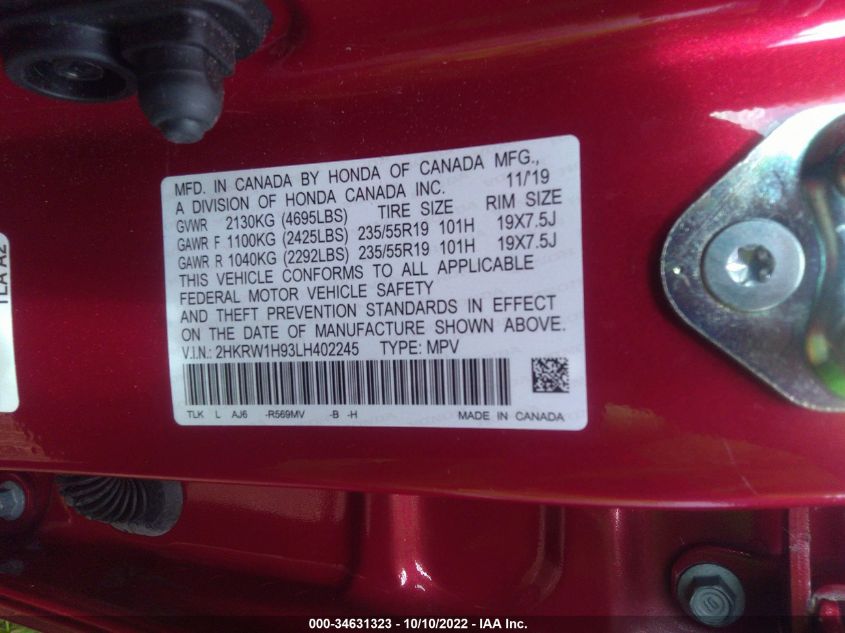 MFD. IN CANADA BY HONDA OF CANADA MFG.,
A DIVISION OF HONDA CANADA INC. 11/'19
GVWR 2130KG (4695LBS) TIRE SIZE RIM SIZE
GAWR F 1100KG (2425LBS) 235/55R19 101H 19X7.5J
GAWR R 1040KG (2292LBS) 235/55R19 101H 19X7.5J
THIS VEHICLE CONFORMS TO ALL APPLICABLE
FEDERAL MOTOR VEHICLE SAFETY
AND THEFT PREVENTION STANDARDS IN EFFECT
ON THE DATE OF MANUFACTURE SHOWN ABOVE.
V.I.N.: 2HKRW1H93LH402245 TYPE: MPV
TLK L AJ6 -R569MV -B -H MADE IN CANADA
TLA A2
000-34631323 - 10/10/2022 - IAA Inc.